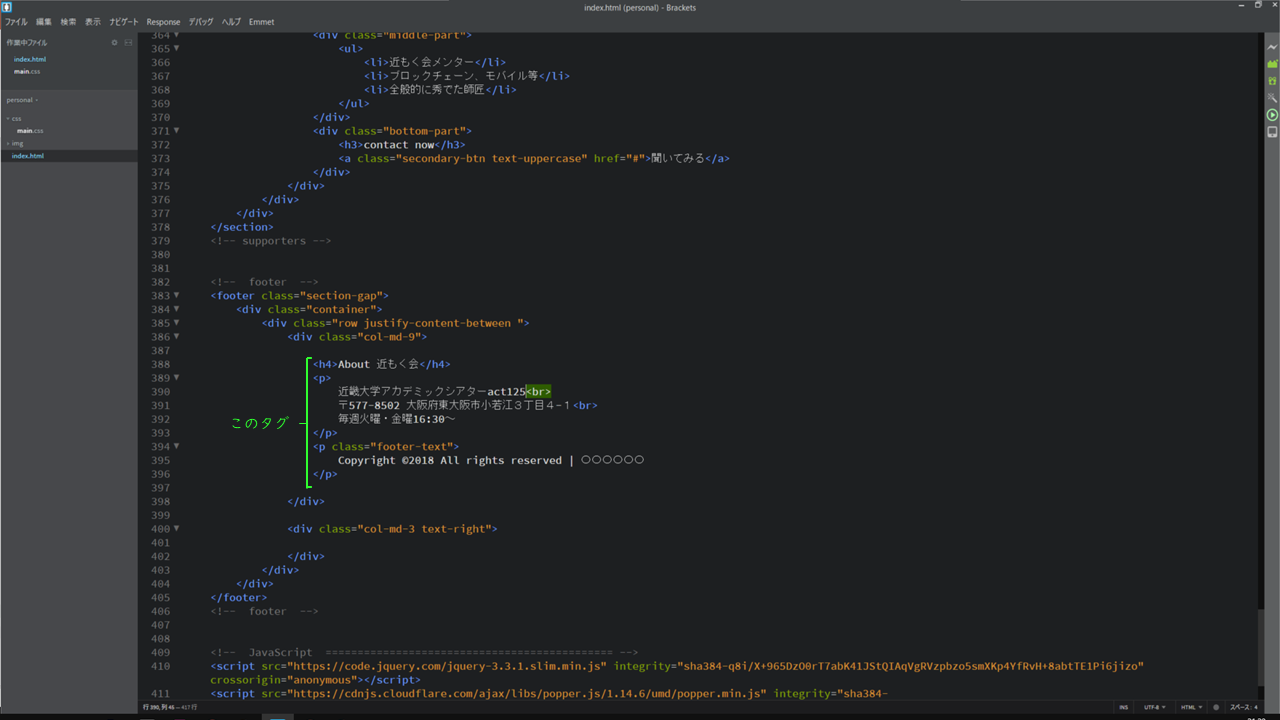 index.html (personal) - Brackets
ファイル 編集 検索 表示 ナビゲート Response デバッグ ヘルプ Emmet
作業中ファイル
index.html
main.css
personal
css
main.css
img
index.html
364 <div class="middle-part">
365 <ul>
366 <li>近もく会メンター</li>
367 <li>ブロックチェーン、モバイル等</li>
368 <li>全般的に秀でた師匠</li>
369 </ul>
370 </div>
371 <div class="bottom-part">
372 <h3>contact now</h3>
373 <a class="secondary-btn text-uppercase" href="#">聞いてみる</a>
374 </div>
375 </div>
376 </div>
377 </div>
378 </section>
379 <!-- supporters -->
380
381
382 <!--  footer  -->
383 <footer class="section-gap">
384 <div class="container">
385 <div class="row justify-content-between ">
386 <div class="col-md-9">
387
388 <h4>About 近もく会</h4>
389 <p>
390 近畿大学アカデミックシアターact125<br>
391 〒577-8502 大阪府東大阪市小若江３丁目４−１<br>
392 毎週火曜・金曜16:30〜
このタグ
393 </p>
394 <p class="footer-text">
395 Copyright ©2018 All rights reserved | 〇〇〇〇〇〇
396 </p>
397
398 </div>
399
400 <div class="col-md-3 text-right">
401
402 </div>
403 </div>
404 </div>
405 </footer>
406 <!--  footer  -->
407
408
409 <!--  JavaScript  ============================================= -->
410 <script src="https://code.jquery.com/jquery-3.3.1.slim.min.js" integrity="sha384-q8i/X+965DzO0rT7abK41JStQIAqVgRVzpbzo5smXKp4YfRvH+8abtTE1Pi6jizo"
crossorigin="anonymous"></script>
411 <script src="https://cdnjs.cloudflare.com/ajax/libs/popper.js/1.14.6/umd/popper.min.js" integrity="sha384-
行 390, 列 46 — 417 行 INS UTF-8 HTML スペース: 4